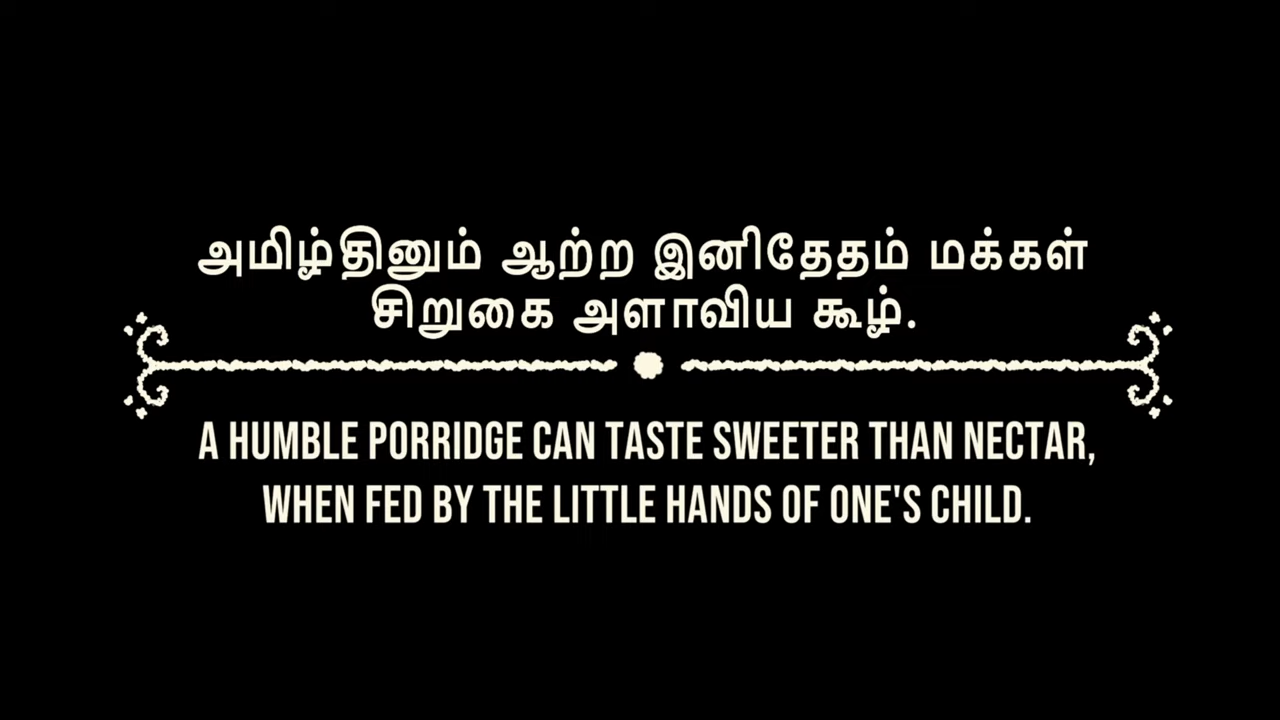 அமிழ்தினும் ஆற்ற இனிதேதம் மக்கள்
சிறுகை அளாவிய கூழ்.
A HUMBLE PORRIDGE CAN TASTE SWEETER THAN NECTAR,
WHEN FED BY THE LITTLE HANDS OF ONE'S CHILD.